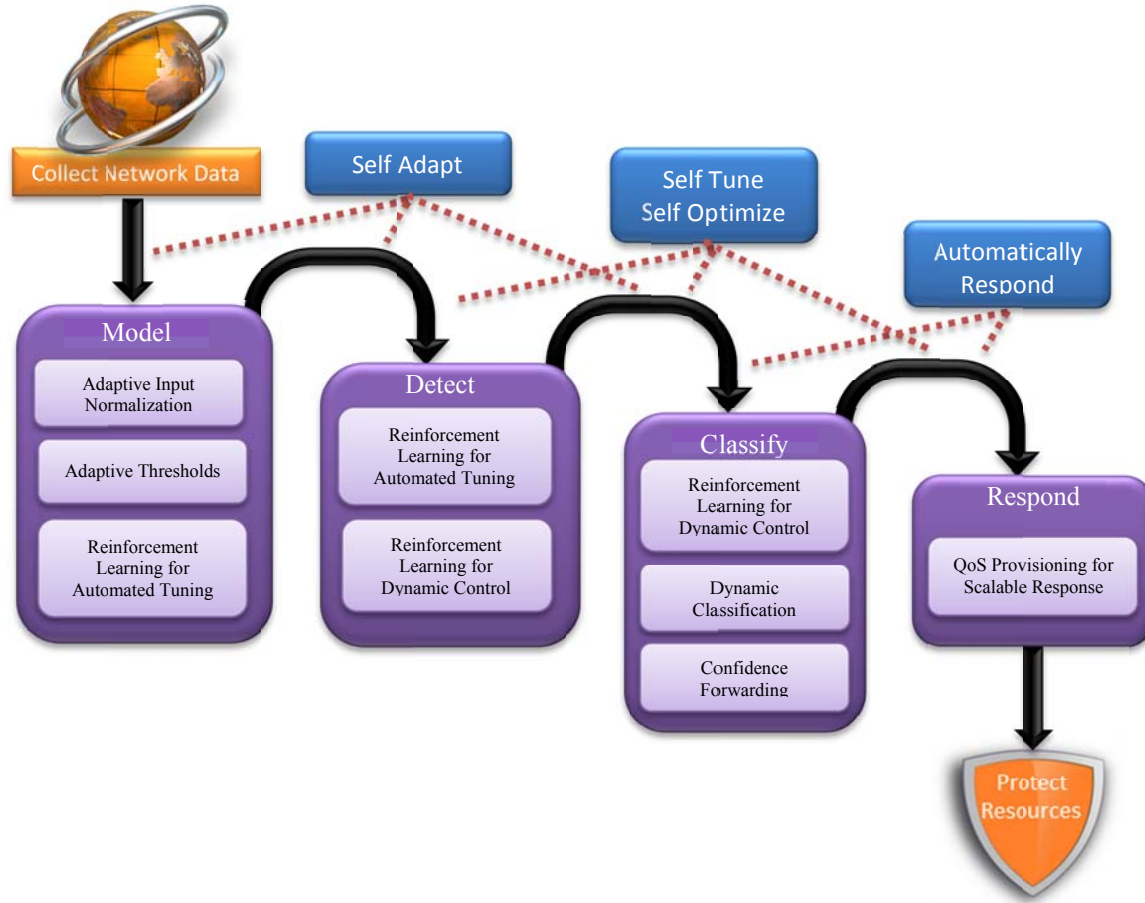 Collect Network Data
Self Adapt
Self Tune
Self Optimize
Automatically
Respond
Model
Adaptive Input
Normalization
Adaptive Thresholds
Reinforcement
Learning for
Automated Tuning
Detect
Reinforcement
Learning for
Automated Tuning
Reinforcement
Learning for
Dynamic Control
Classify
Reinforcement
Learning for
Dynamic Control
Dynamic
Classification
Confidence
Forwarding
Respond
QoS Provisioning for
Scalable Response
Protect
Resources